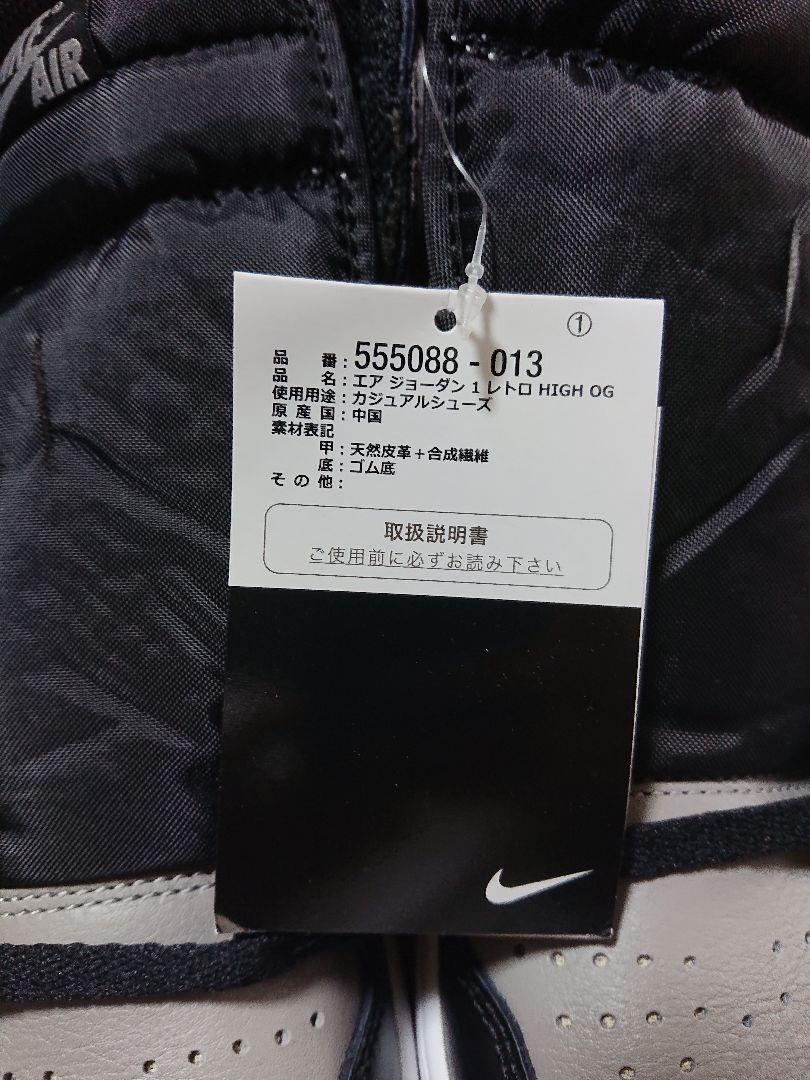 AIR
①
品 番：555088 - 013
品 名：エア ジョーダン 1 レトロ HIGH OG
使用用途：カジュアルシューズ
原 産 国：中国
素材表記
甲：天然皮革＋合成繊維
底：ゴム底
そ の 他：
取扱説明書
ご使用前に必ずお読み下さい